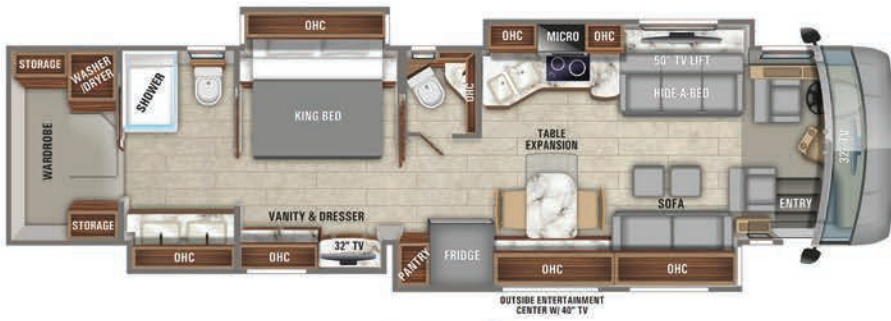 OHC
OHC
MICRO
OHC
STORAGE
WASHER
/DRYER
SHOWER
OHC
50" TV LIFT
HIDE-A-BED
KING BED
WARDROBE
TABLE
EXPANSION
32" TV
STORAGE
VANITY & DRESSER
SOFA
ENTRY
32" TV
OHC
OHC
PANTRY
FRIDGE
OHC
OHC
OUTSIDE ENTERTAINMENT
CENTER W/ 40" TV